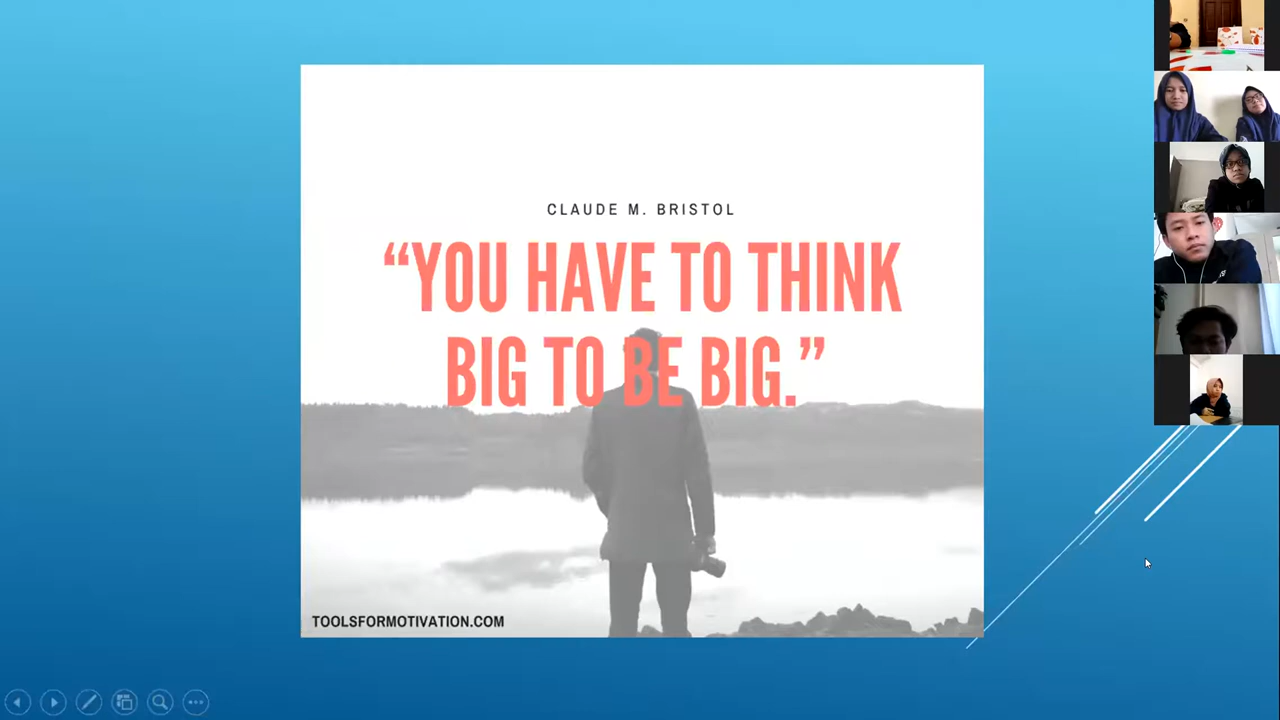 CLAUDE M. BRISTOL
“YOU HAVE TO THINK
BIG TO BE BIG.”
TOOLSFORMOTIVATION.COM